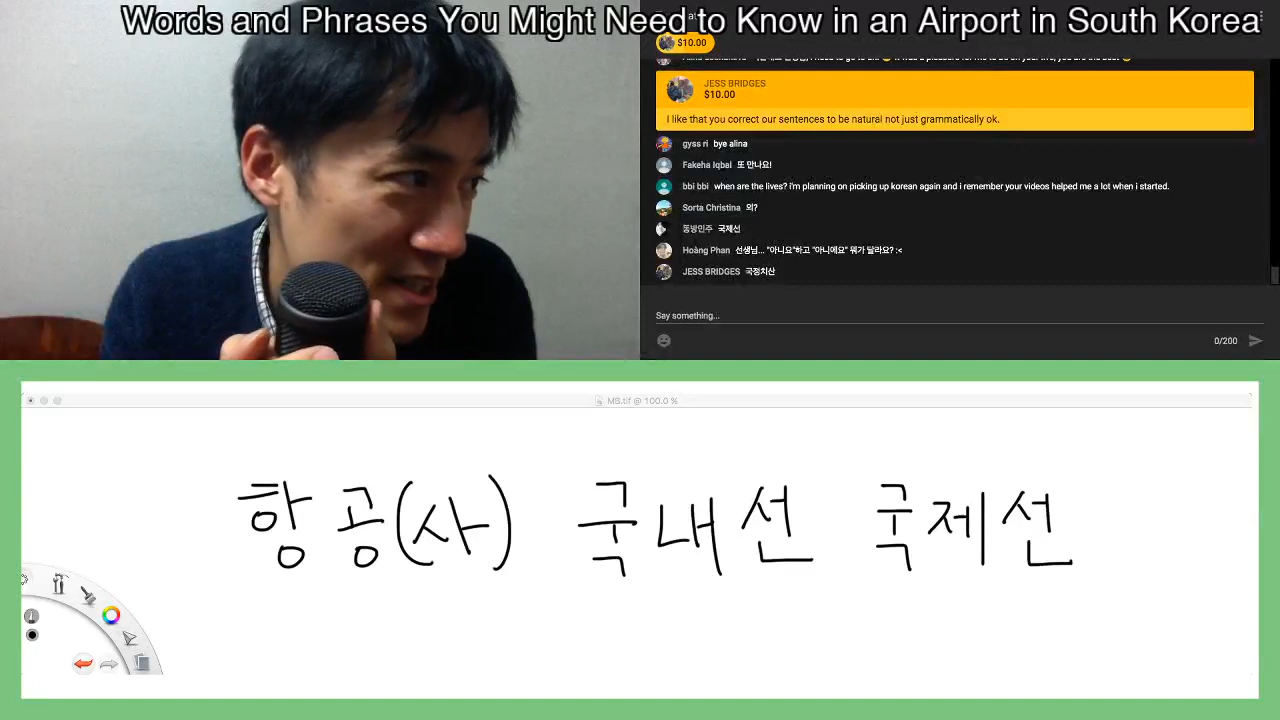 Words and Phrases You Might Need to Know in an Airport in South Korea
$10.00
JESS BRIDGES
$10.00
I like that you correct our sentences to be natural not just grammatically ok.
gyss ri bye alina
Fakeha Iqbal 또 만나요!
bbi bbi when are the lives? i'm planning on picking up korean again and i remember your videos helped me a lot when i started.
Sorta Christina 의?
동방민주 국제선
Hoàng Phan 선생님... "아니요"하고 "아니에요" 뭐가 달라요? :<
JESS BRIDGES 국정치산
Say something...
0/200
MB.tif @ 100.0 %
항공(사) 국내선 국제선